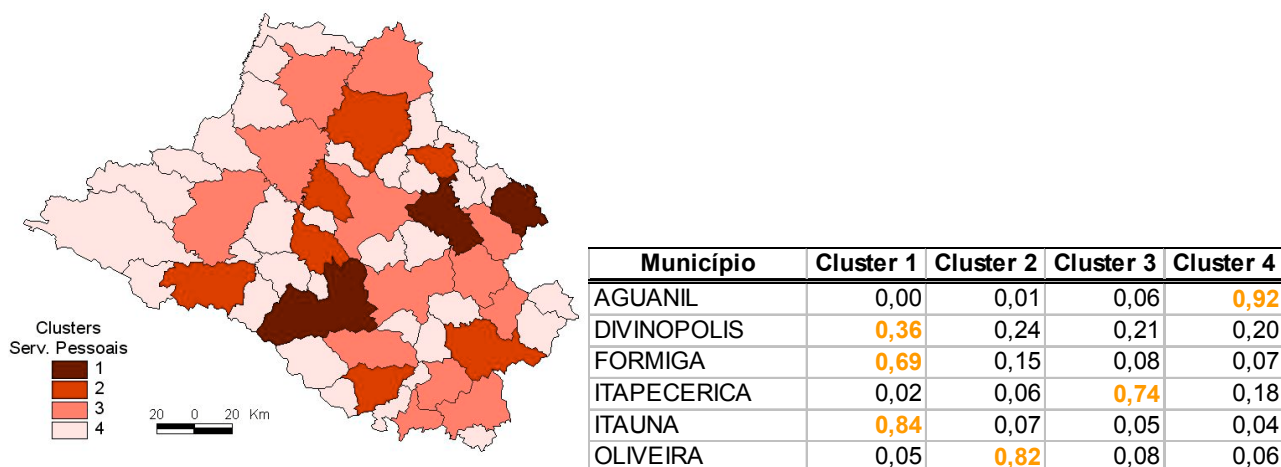 Clusters
Serv. Pessoais
1
2
3
4
20 0 20 Km
Município Cluster 1 Cluster 2 Cluster 3 Cluster 4
AGUANIL 0,00 0,01 0,06 0,92
DIVINOPOLIS 0,36 0,24 0,21 0,20
FORMIGA 0,69 0,15 0,08 0,07
ITAPECERICA 0,02 0,06 0,74 0,18
ITAUNA 0,84 0,07 0,05 0,04
OLIVEIRA 0,05 0,82 0,08 0,06